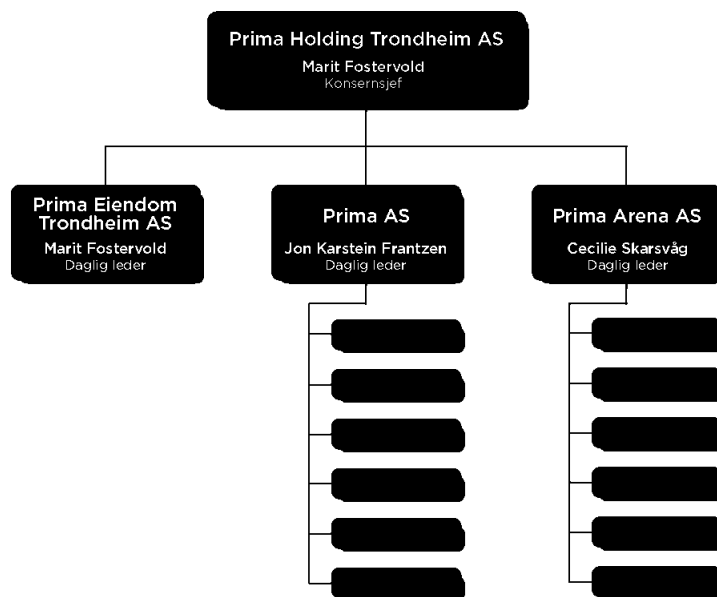 Prima Holding Trondheim AS
Marit Fostervold
Konsernsjef
Prima Eiendom
Trondheim AS
Marit Fostervold
Daglig leder
Prima AS
Jon Karstein Frantzen
Daglig leder
Prima Arena AS
Cecilie Skarsvåg
Daglig leder